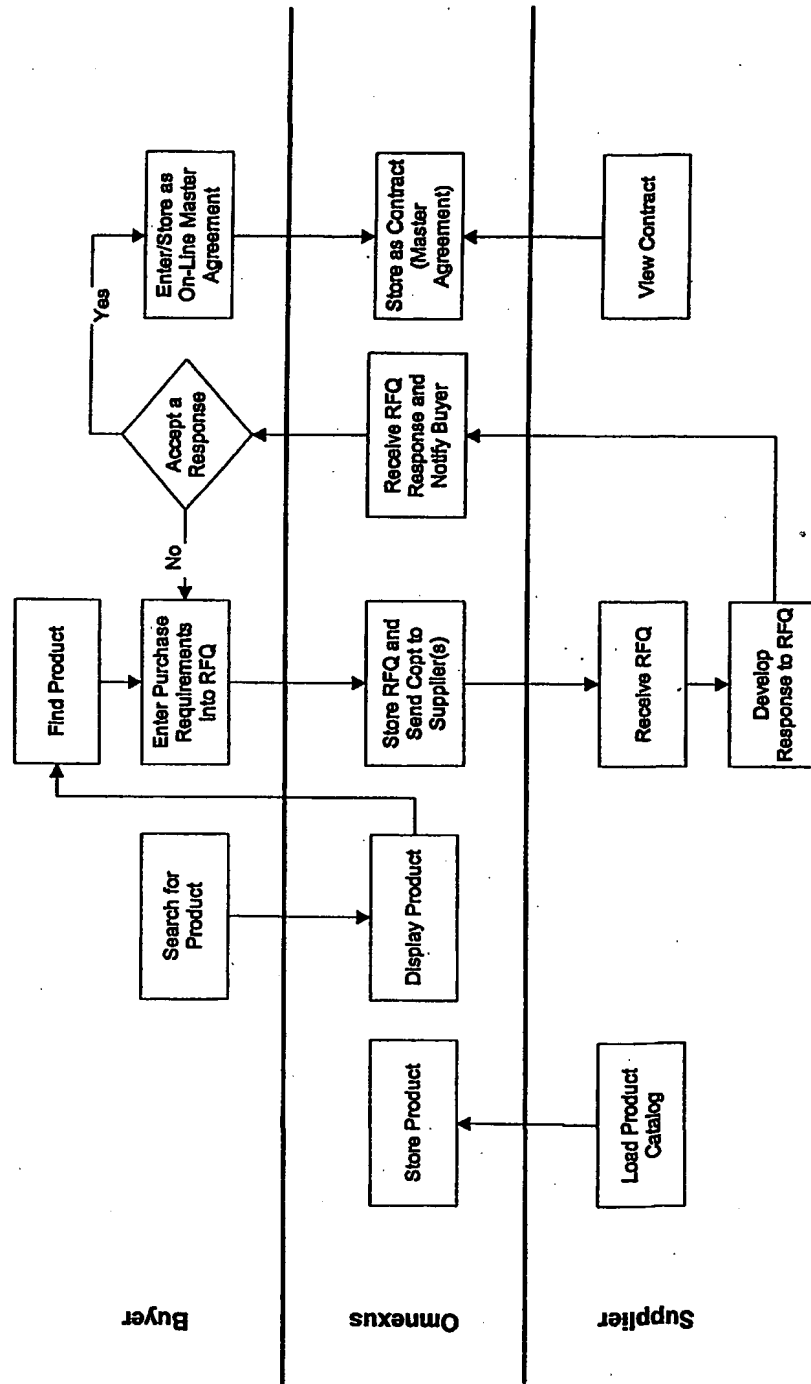 Buyer
Search for
Product
Find Product
Enter Purchase
Requirements
into RFQ
No
Accept a
Response
Yes
Enter/Store as
On-Line Master
Agreement
Omnexus
Store Product
Display Product
Store RFQ and
Send Copt to
Supplier(s)
Receive RFQ
Response and
Notify Buyer
Store as Contract
(Master
Agreement)
Supplier
Load Product
Catalog
Receive RFQ
Develop
Response to RFQ
View Contract